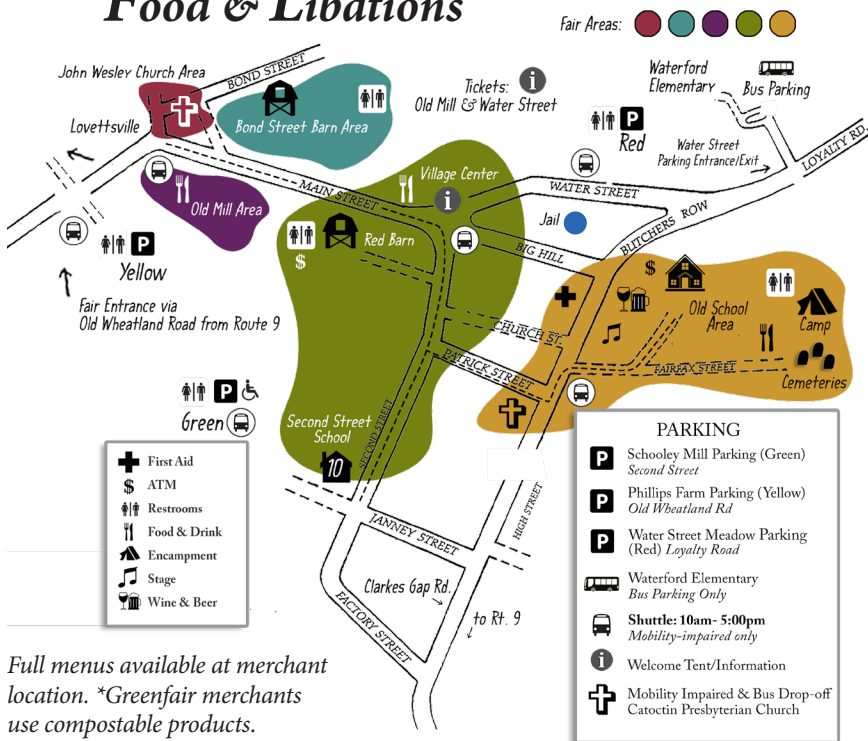 Food & Libations
Fair Areas:
John Wesley Church Area
BOND STREET
Lovettsville
Bond Street Barn Area
Tickets:
Old Mill & Water Street
Waterford
Elementary
Bus Parking
P
Red
Water Street
Parking Entrance/Exit
LOYALTY RD.
Old Mill Area
MAIN STREET
Village Center
WATER STREET
Jail
BUTCHERS ROW
BIG HILL
Red Barn
$
P
Yellow
Fair Entrance via
Old Wheatland Road from Route 9
$
Old School
Area
Camp
Cemeteries
CHURCH ST.
PATRICK STREET
FAIRFAX STREET
P
Green
Second Street
School
10
SECOND STREET
HIGH STREET
JANNEY STREET
Clarkes Gap Rd.
to Rt. 9
FACTORY STREET
First Aid
$ ATM
Restrooms
Food & Drink
Encampment
Stage
Wine & Beer
PARKING
P Schooley Mill Parking (Green)
Second Street
P Phillips Farm Parking (Yellow)
Old Wheatland Rd
P Water Street Meadow Parking
(Red) Loyalty Road
Waterford Elementary
Bus Parking Only
Shuttle: 10am- 5:00pm
Mobility-impaired only
i Welcome Tent/Information
Mobility Impaired & Bus Drop-off
Catoctin Presbyterian Church
Full menus available at merchant
location. *Greenfair merchants
use compostable products.